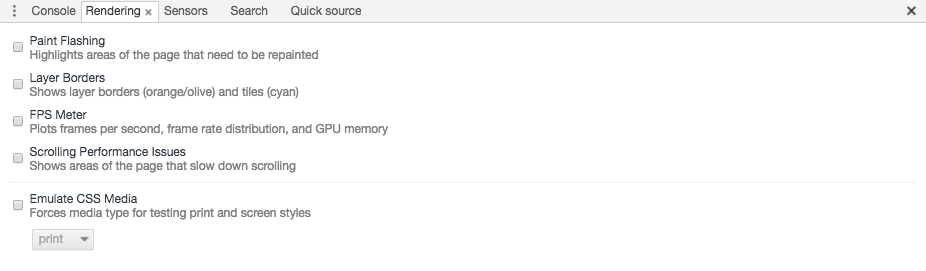 Console Rendering × Sensors Search Quick source ×
Paint Flashing
Highlights areas of the page that need to be repainted
Layer Borders
Shows layer borders (orange/olive) and tiles (cyan)
FPS Meter
Plots frames per second, frame rate distribution, and GPU memory
Scrolling Performance Issues
Shows areas of the page that slow down scrolling
Emulate CSS Media
Forces media type for testing print and screen styles
print